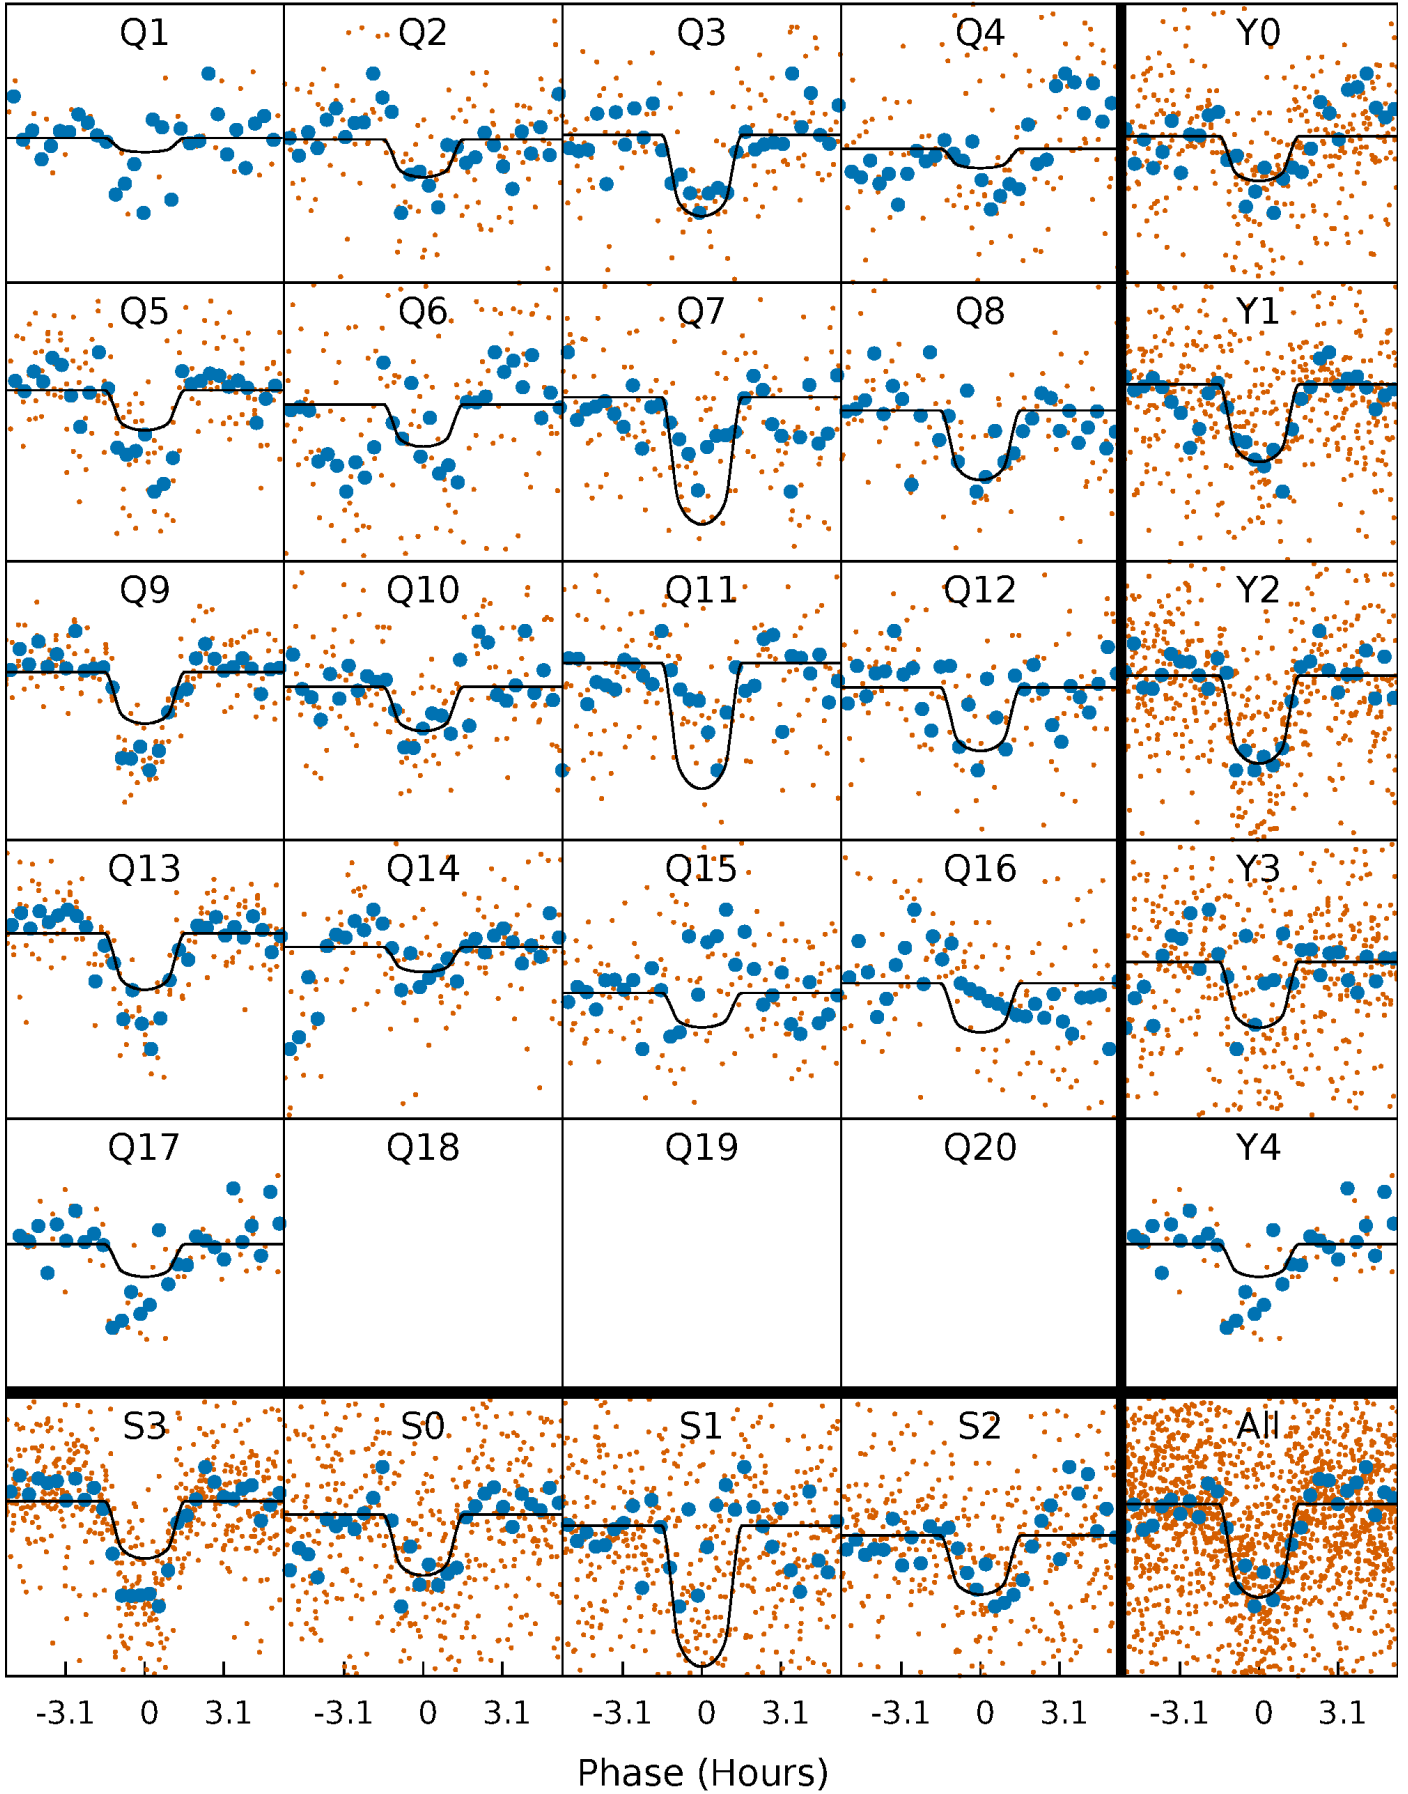 Q1 Q2 Q3 Q4 Y0
Q5 Q6 Q7 Q8 Y1
Q9 Q10 Q11 Q12 Y2
Q13 Q14 Q15 Q16 Y3
Q17 Q18 Q19 Q20 Y4
S3 S0 S1 S2 All
-3.1 0 3.1 -3.1 0 3.1 -3.1 0 3.1 -3.1 0 3.1 -3.1 0 3.1
Phase (Hours)